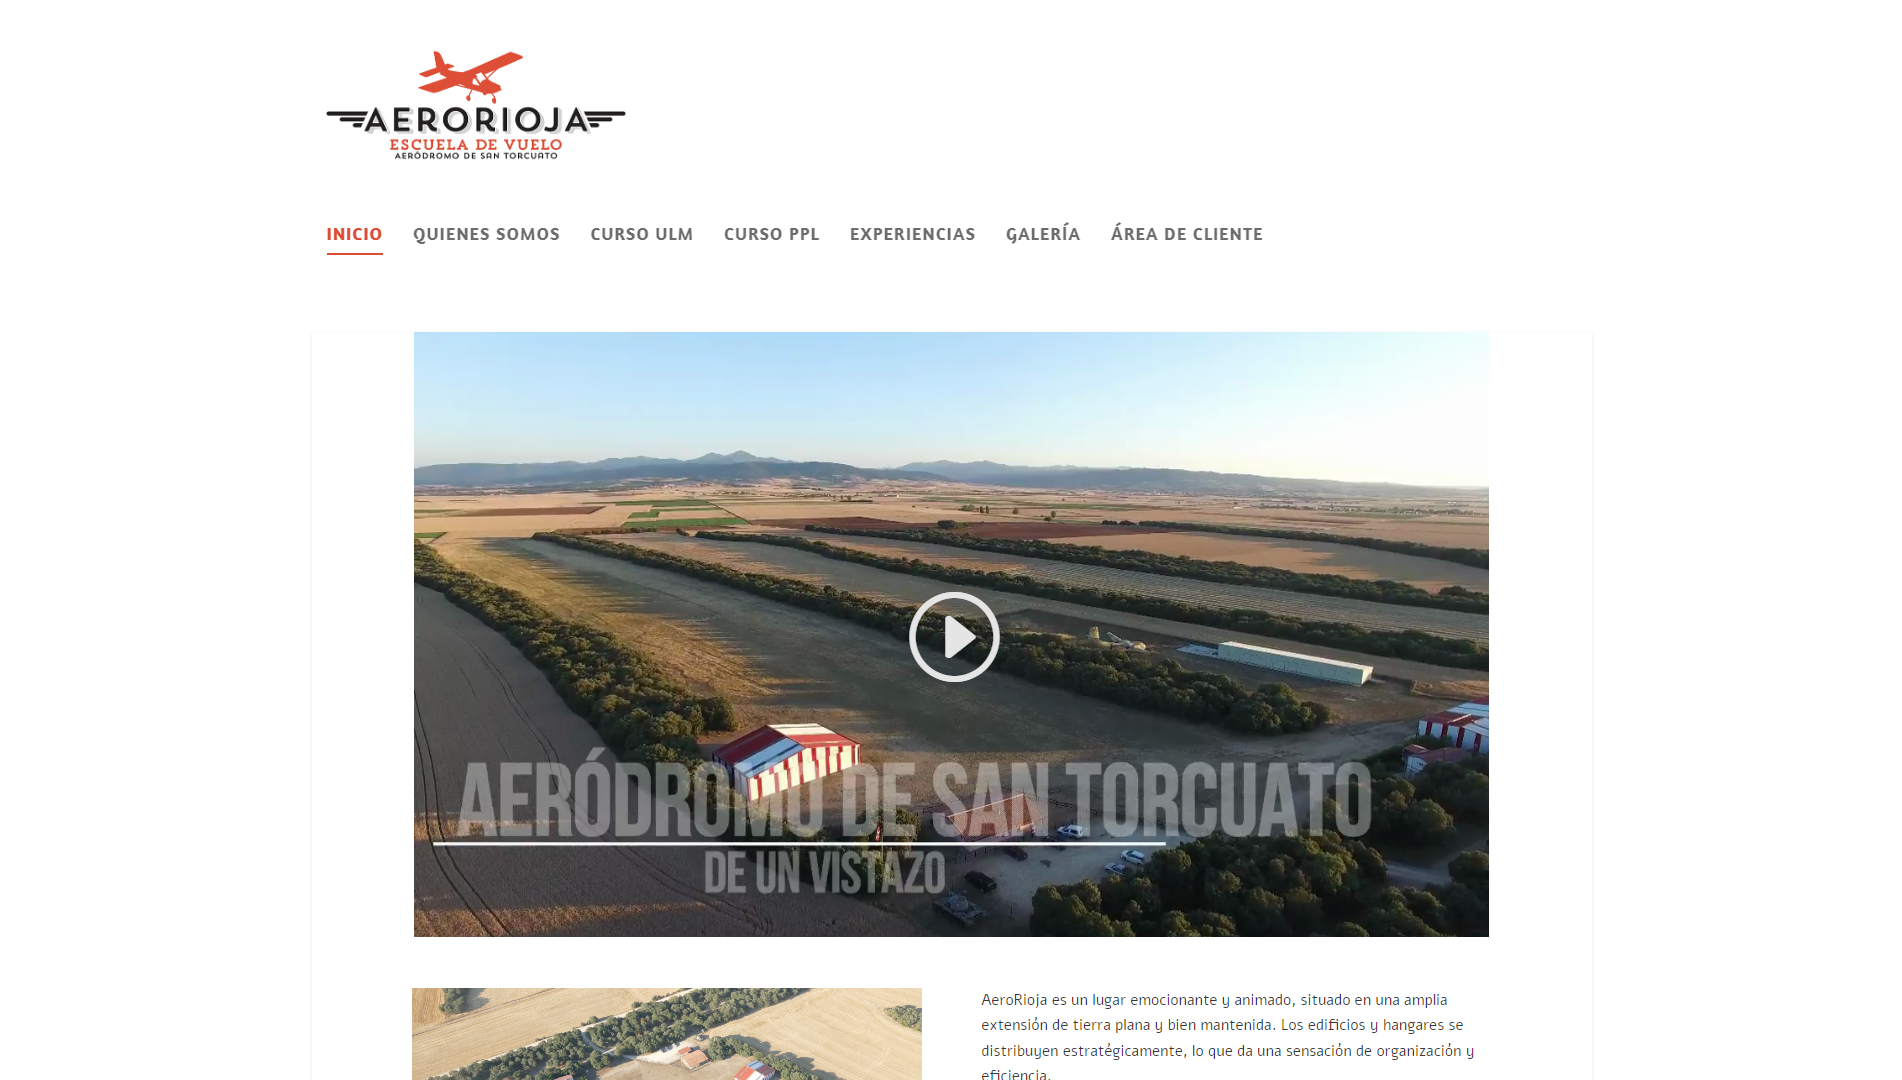 AERORIOJA
ESCUELA DE VUELO
AERÓDROMO DE SAN TORCUATO
INICIO QUIENES SOMOS CURSO ULM CURSO PPL EXPERIENCIAS GALERÍA ÁREA DE CLIENTE
AERÓDROMO DE SAN TORCUATO
DE UN VISTAZO
AeroRioja es un lugar emocionante y animado, situado en una amplia
extensión de tierra plana y bien mantenida. Los edificios y hangares se
distribuyen estratégicamente, lo que da una sensación de organización y
eficiencia.